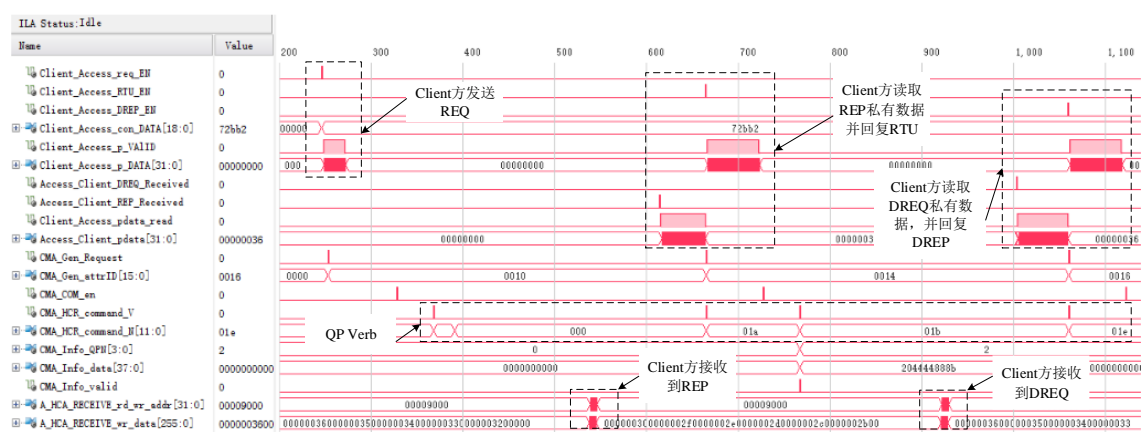 ILA Status:Idle
Name Value 200 300 400 500 600 700 800 900 1,000 1,100
Client_Access_req_EN 0
Client_Access_RTU_EN 0
Client_Access_DREP_EN 0
Client_Access_con_DATA[18:0] 72bb2 00000 72bb2
Client_Access_p_VAlID 0
Client_Access_p_DATA[31:0] 00000000 000 00000000 00000000 00
Access_Client_DREQ_Received 0
Access_Client_REP_Received 0
Client_Access_pdata_read 0
Access_Client_pdata[31:0] 00000036 00000000 0000003 00000036
CMA_Gen_Request 0
CMA_Gen_attrID[15:0] 0016 0000 0010 0014 0016
CMA_COM_en 0
CMA_HCR_command_V 0
CMA_HCR_command_N[11:0] 01e 000 01a 01b 01e
CMA_Info_QPN[3:0] 2 0 2
CMA_Info_data[37:0] 0000000000 0000000000 204444888b 0000000000
CMA_Info_valid 0
A_HCA_RECEIVE_rd_wr_addr[31:0] 00009000 00009000 00009000
A_HCA_RECEIVE_wr_data[255:0] 0000003600
Client方发送
REQ
Client方读取
REP私有数据
并回复RTU
Client方读取
DREQ私有数
据，并回复
DREP
QP Verb
Client方接收
到REP
Client方接收
到DREQ